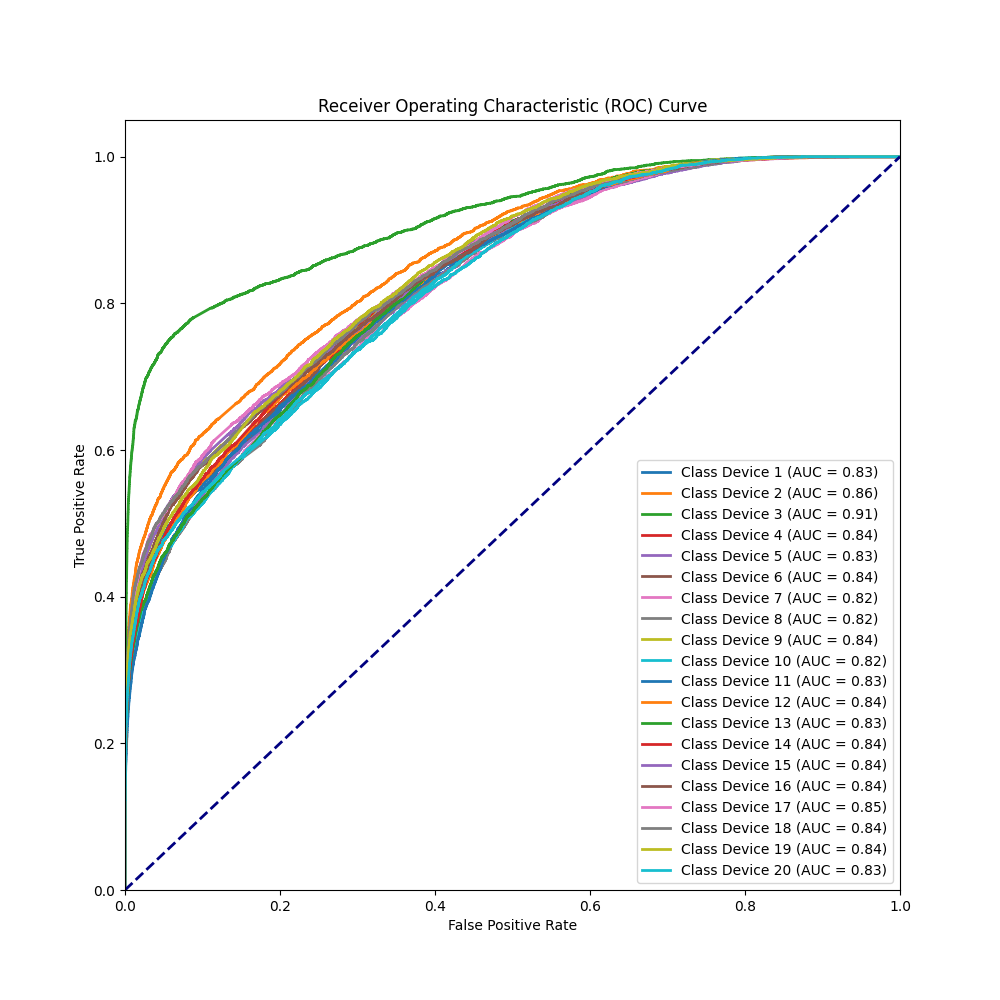 Receiver Operating Characteristic (ROC) Curve
1.0
0.8
0.6
0.4
0.2
0.0
True Positive Rate
Class Device 1 (AUC = 0.83)
Class Device 2 (AUC = 0.86)
Class Device 3 (AUC = 0.91)
Class Device 4 (AUC = 0.84)
Class Device 5 (AUC = 0.83)
Class Device 6 (AUC = 0.84)
Class Device 7 (AUC = 0.82)
Class Device 8 (AUC = 0.82)
Class Device 9 (AUC = 0.84)
Class Device 10 (AUC = 0.82)
Class Device 11 (AUC = 0.83)
Class Device 12 (AUC = 0.84)
Class Device 13 (AUC = 0.83)
Class Device 14 (AUC = 0.84)
Class Device 15 (AUC = 0.84)
Class Device 16 (AUC = 0.84)
Class Device 17 (AUC = 0.85)
Class Device 18 (AUC = 0.84)
Class Device 19 (AUC = 0.84)
Class Device 20 (AUC = 0.83)
0.0 0.2 0.4 0.6 0.8 1.0
False Positive Rate